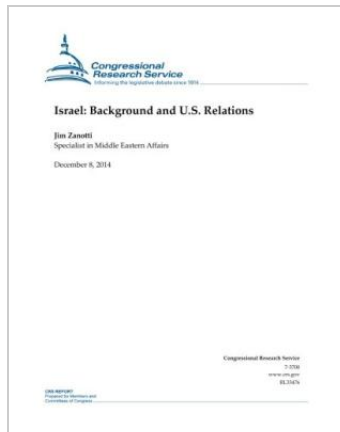 Congressional
Research Service
Informing the legislative debate since 1914
Israel: Background and U.S. Relations
Jim Zanotti
Specialist in Middle Eastern Affairs
December 8, 2014
Congressional Research Service
7-5700
www.crs.gov
RL33476
CRS REPORT
Prepared for Members and
Committees of Congress